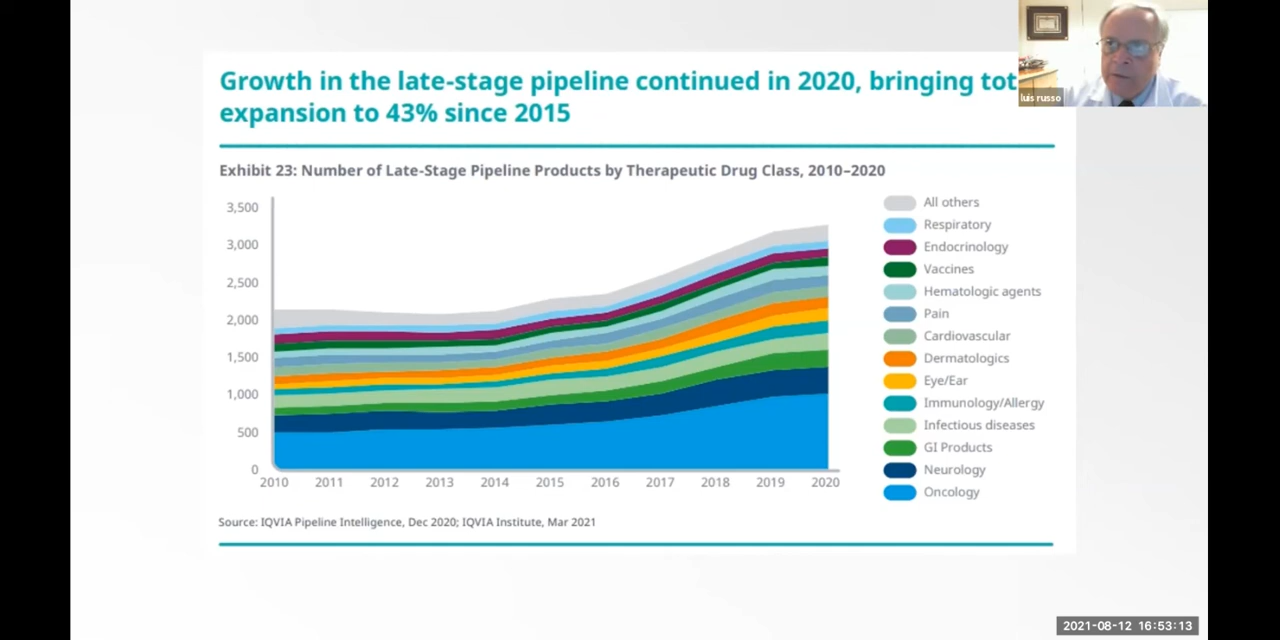 Growth in the late-stage pipeline continued in 2020, bringing tot
expansion to 43% since 2015
luis russo
Exhibit 23: Number of Late-Stage Pipeline Products by Therapeutic Drug Class, 2010–2020
3,500
3,000
2,500
2,000
1,500
1,000
500
0
2010 2011 2012 2013 2014 2015 2016 2017 2018 2019 2020
All others
Respiratory
Endocrinology
Vaccines
Hematologic agents
Pain
Cardiovascular
Dermatologics
Eye/Ear
Immunology/Allergy
Infectious diseases
GI Products
Neurology
Oncology
Source: IQVIA Pipeline Intelligence, Dec 2020; IQVIA Institute, Mar 2021
2021-08-12 16:53:13